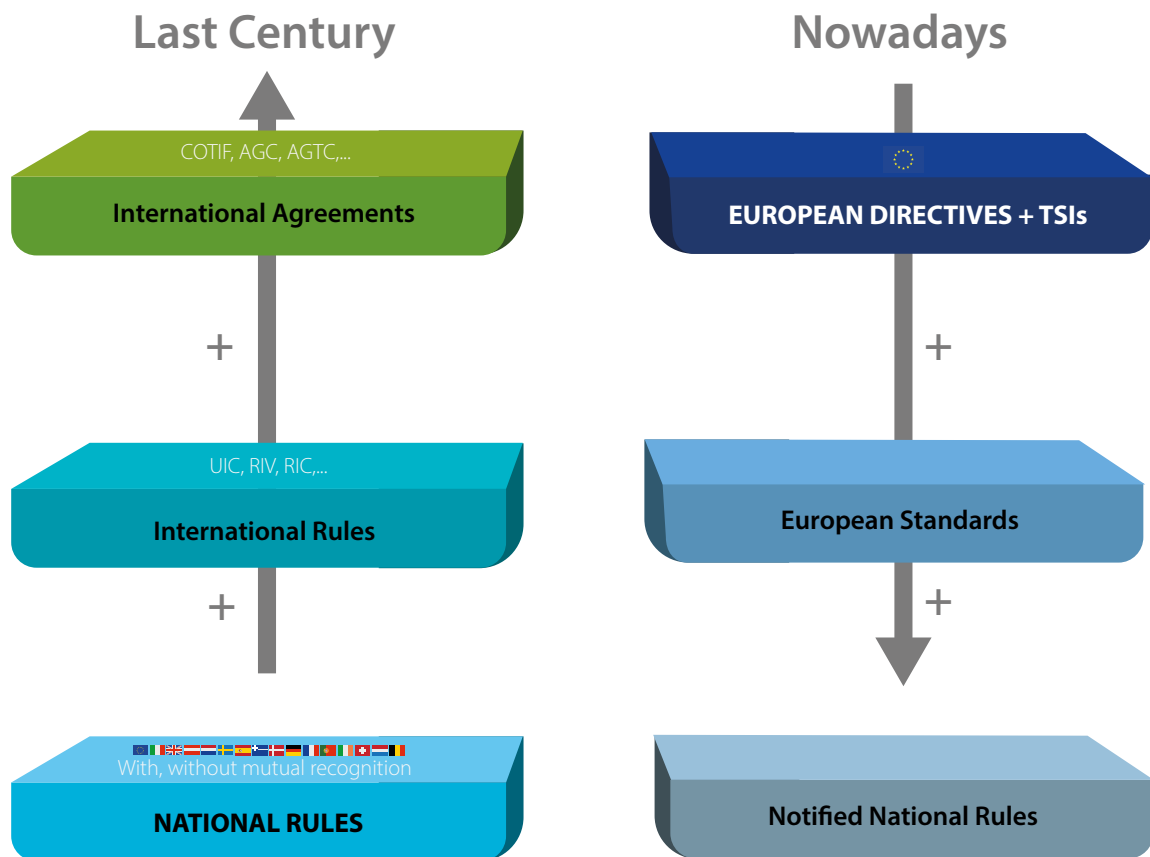 Last Century
COTIF, AGC, AGTC,...
International Agreements
+
UIC, RIV, RIC,...
International Rules
+
With, without mutual recognition
NATIONAL RULES
Nowadays
EUROPEAN DIRECTIVES + TSIs
+
European Standards
+
Notified National Rules